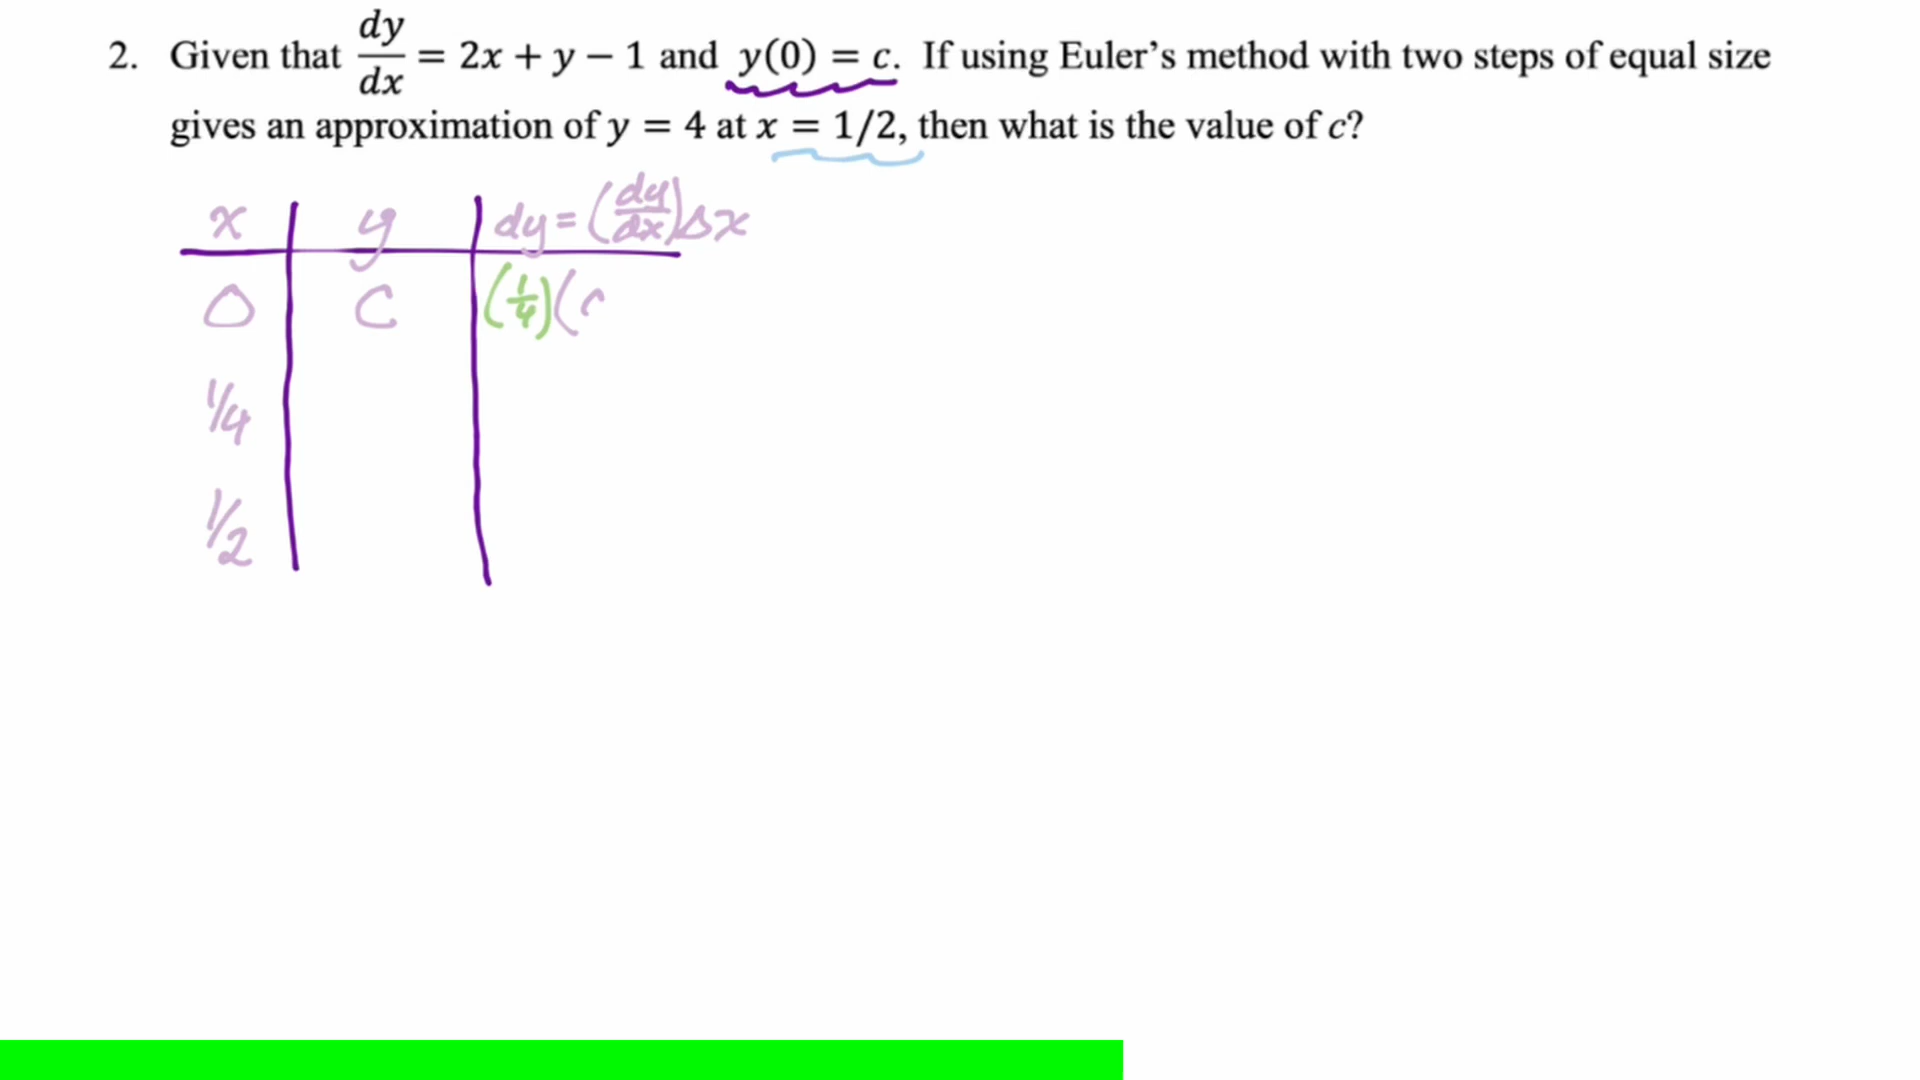 2. Given that dy/dx = 2x + y − 1 and y(0) = c. If using Euler's method with two steps of equal size
gives an approximation of y = 4 at x = 1/2, then what is the value of c?
x y dy = (dy/dx)Δx
0 c (1/4)(c
1/4
1/2